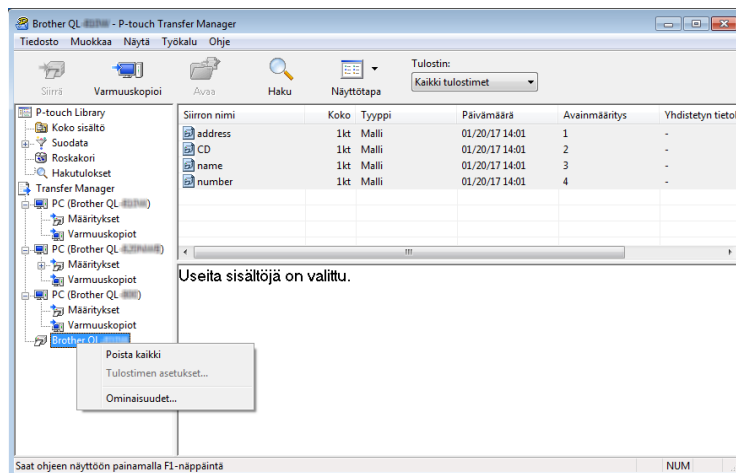 Brother QL - P-touch Transfer Manager
Tiedosto Muokkaa Näytä Työkalu Ohje
Siirrä Varmuuskopioi Avaa Haku Näyttötapa
Tulostin:
Kaikki tulostimet
P-touch Library
Koko sisältö
Suodata
Roskakori
Hakutulokset
Transfer Manager
PC (Brother QL )
Määritykset
Varmuuskopiot
PC (Brother QL )
Määritykset
Varmuuskopiot
PC (Brother QL )
Määritykset
Varmuuskopiot
Brother QL
Siirron nimi Koko Tyyppi Päivämäärä Avainmääritys Yhdistetyn tietok
address 1kt Malli 01/20/17 14:01 1 -
CD 1kt Malli 01/20/17 14:01 2 -
name 1kt Malli 01/20/17 14:01 3 -
number 1kt Malli 01/20/17 14:01 4 -
Useita sisältöjä on valittu.
Poista kaikki
Tulostimen asetukset...
Ominaisuudet...
Saat ohjeen näyttöön painamalla F1-näppäintä NUM